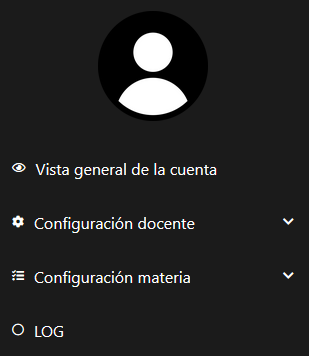 Vista general de la cuenta
Configuración docente
Configuración materia
LOG